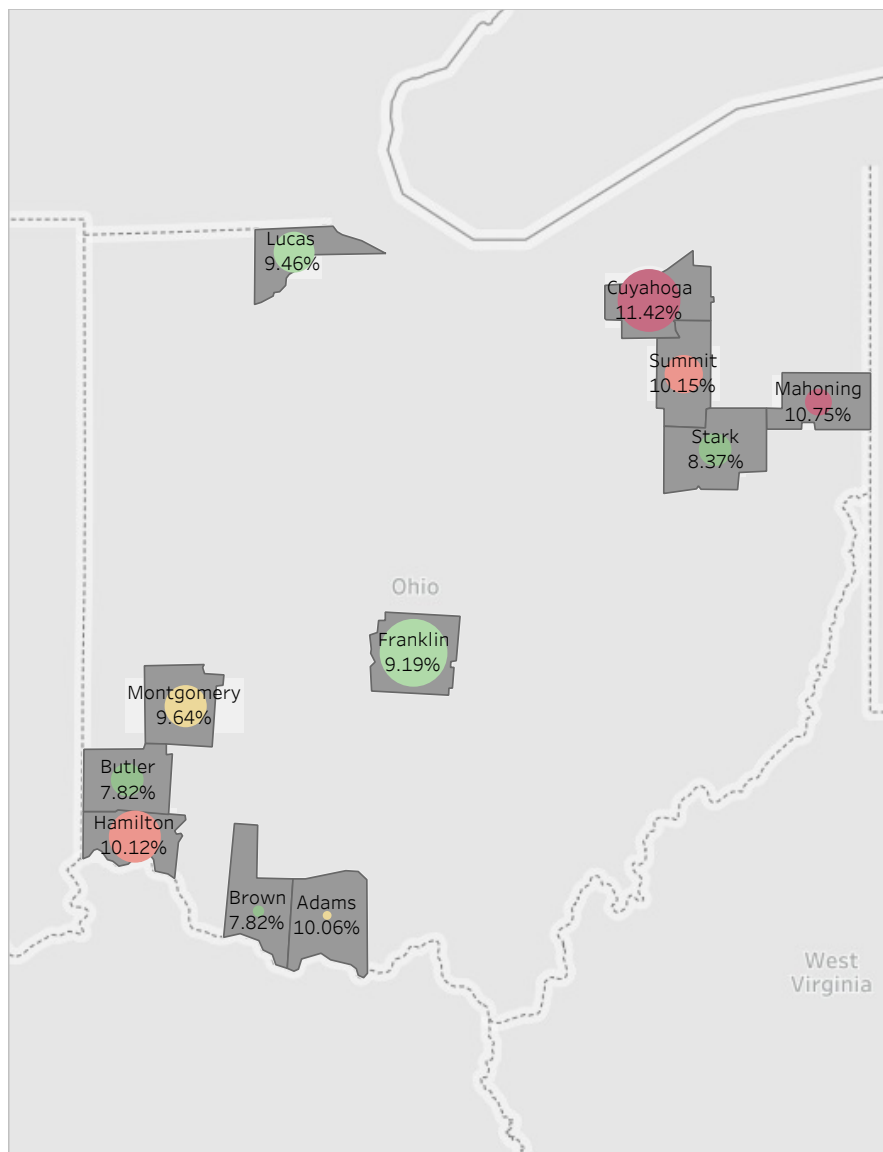 Lucas
9.46%
Cuyahoga
11.42%
Summit
10.15%
Mahoning
10.75%
Stark
8.37%
Ohio
Franklin
9.19%
Montgomery
9.64%
Butler
7.82%
Hamilton
10.12%
Brown
7.82%
Adams
10.06%
West
Virginia